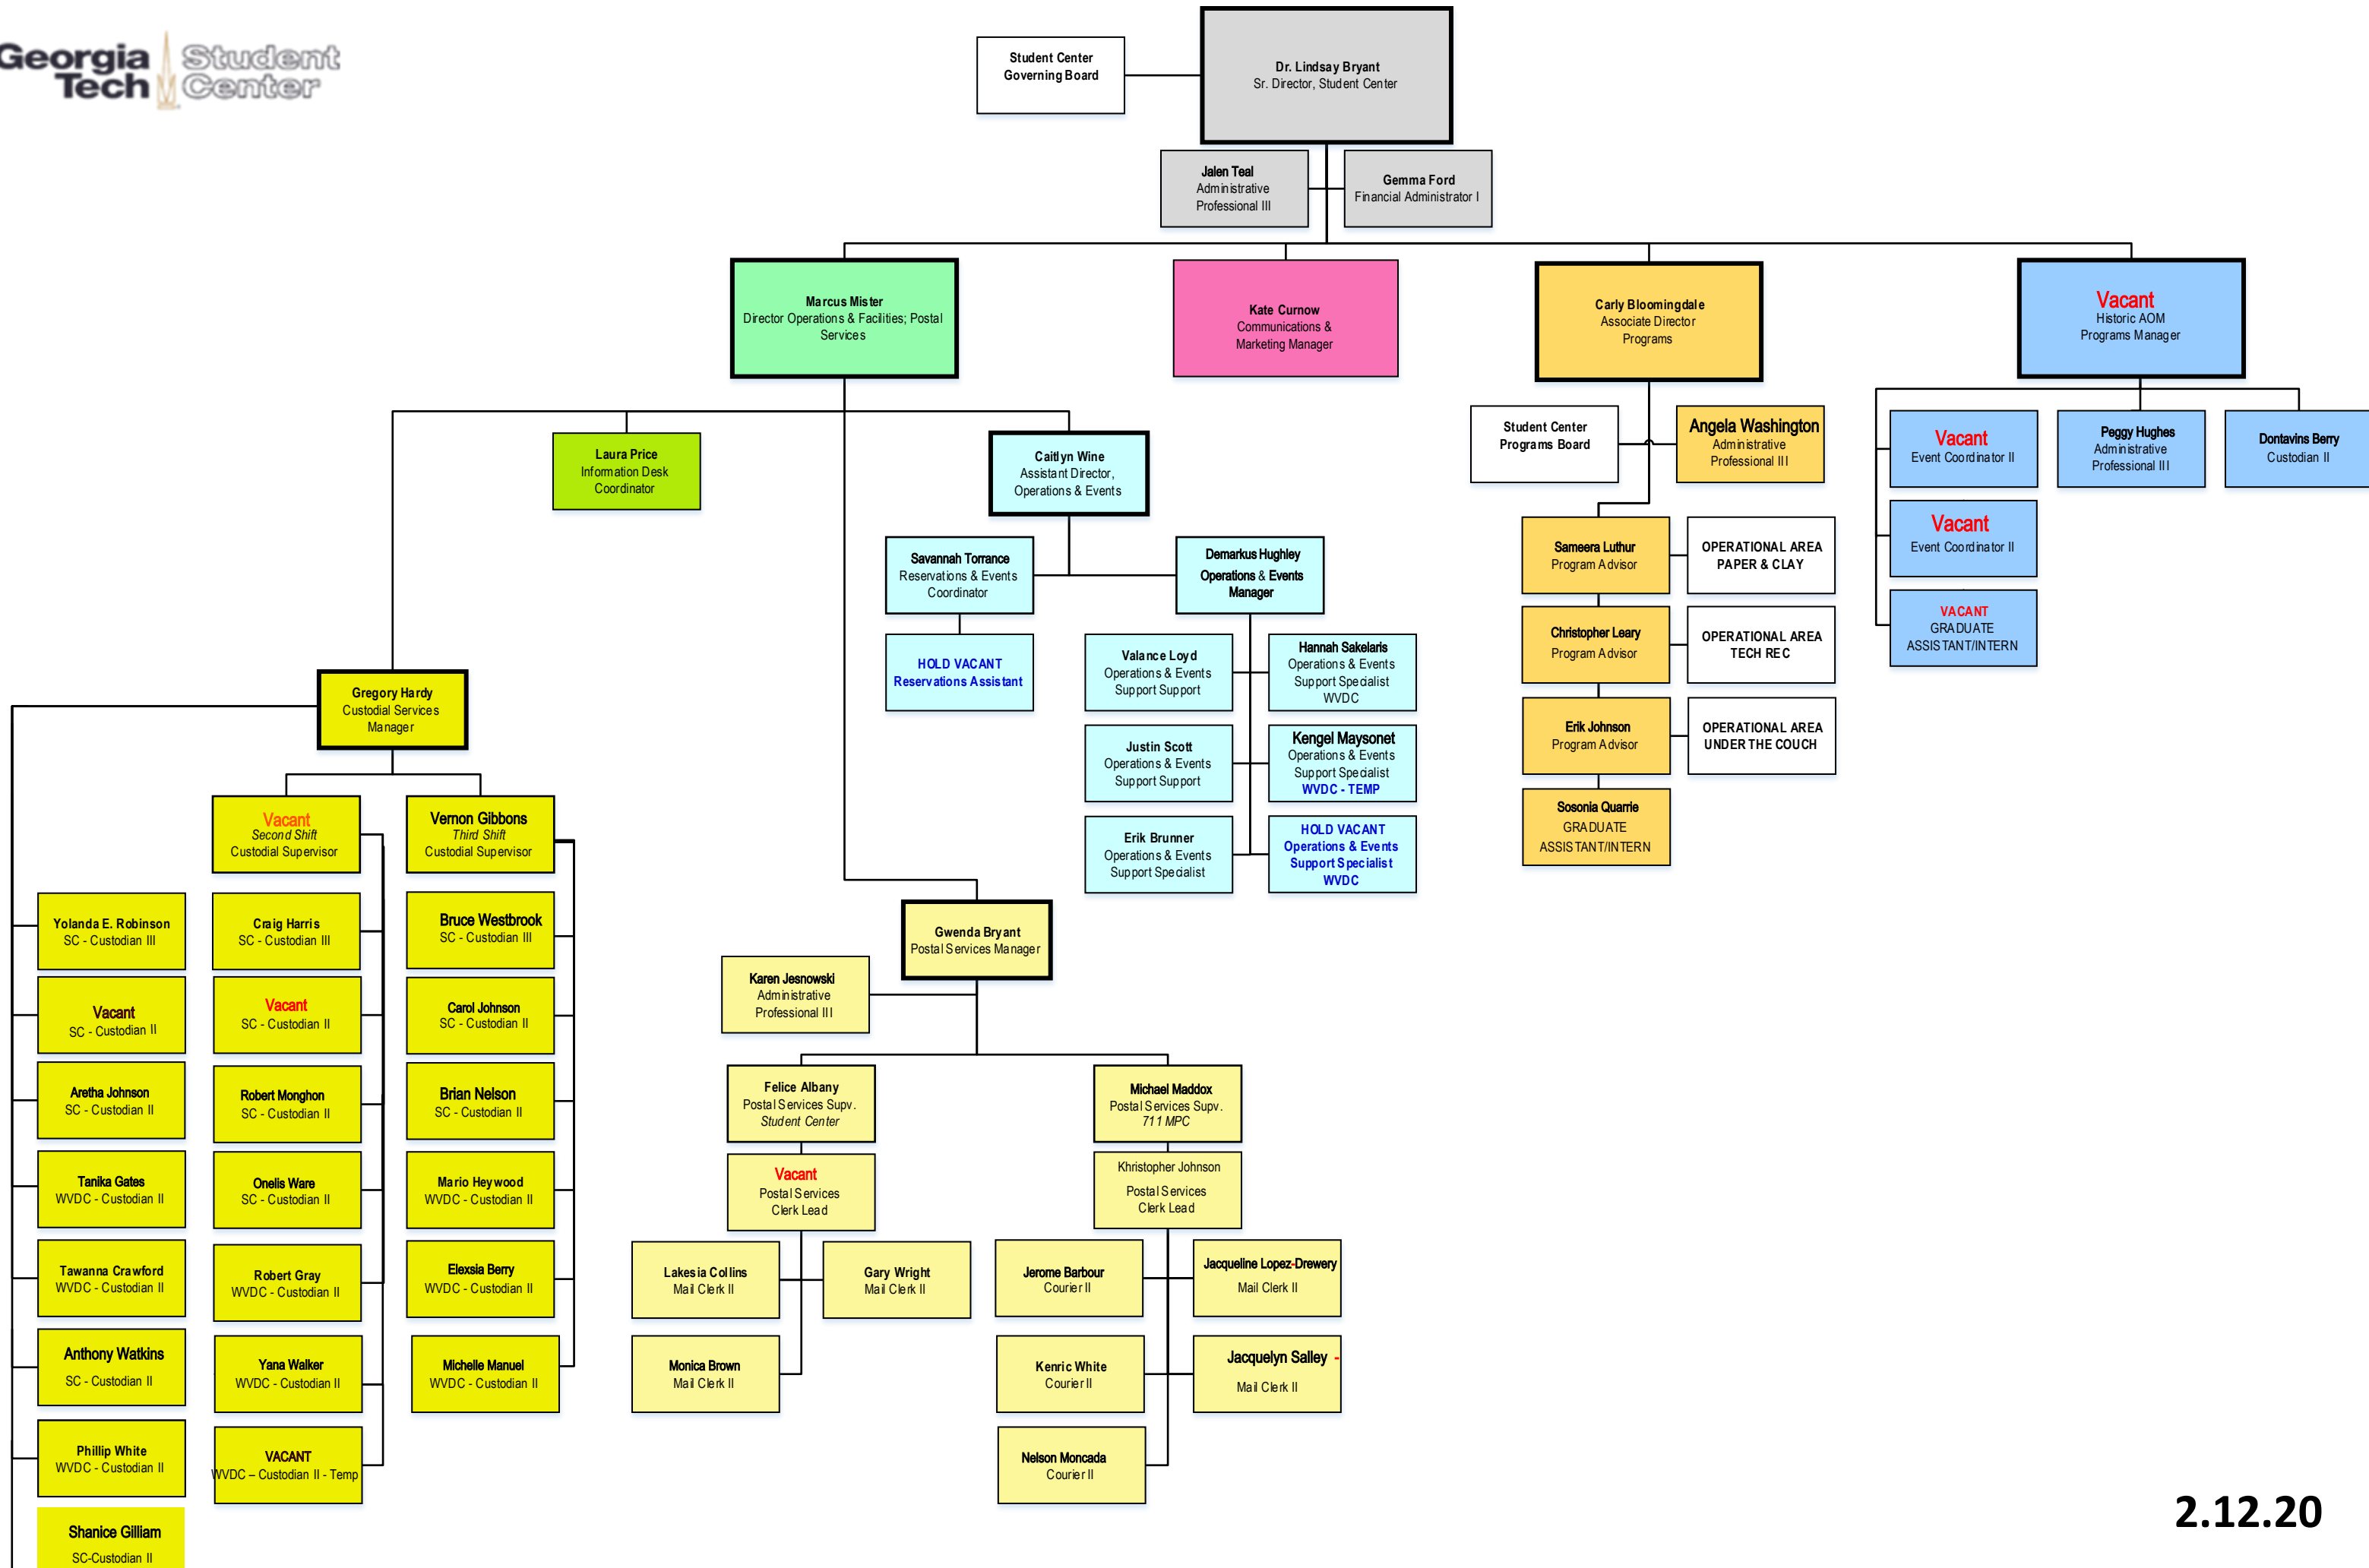 Georgia Tech
Student Center
Student Center
Governing Board
Dr. Lindsay Bryant
Sr. Director, Student Center
Jalen Teal
Administrative
Professional III
Gemma Ford
Financial Administrator I
Marcus Mister
Director Operations & Facilities; Postal
Services
Kate Curnow
Communications &
Marketing Manager
Carly Bloomingdale
Associate Director
Programs
Vacant
Historic AOM
Programs Manager
Laura Price
Information Desk
Coordinator
Caitlyn Wine
Assistant Director,
Operations & Events
Student Center
Programs Board
Angela Washington
Administrative
Professional III
Vacant
Event Coordinator II
Peggy Hughes
Administrative
Professional III
Dontavins Berry
Custodian II
Vacant
Event Coordinator II
VACANT
GRADUATE
ASSISTANT/INTERN
Savannah Torrance
Reservations & Events
Coordinator
Demarkus Hughley
Operations & Events
Manager
HOLD VACANT
Reservations Assistant
Valance Loyd
Operations & Events
Support Support
Hannah Sakelaris
Operations & Events
Support Specialist
WVDC
Justin Scott
Operations & Events
Support Support
Kengel Maysonet
Operations & Events
Support Specialist
WVDC - TEMP
Erik Brunner
Operations & Events
Support Specialist
HOLD VACANT
Operations & Events
Support Specialist
WVDC
Sameera Luthur
Program Advisor
OPERATIONAL AREA
PAPER & CLAY
Christopher Leary
Program Advisor
OPERATIONAL AREA
TECH REC
Erik Johnson
Program Advisor
OPERATIONAL AREA
UNDER THE COUCH
Sosonia Quarrie
GRADUATE
ASSISTANT/INTERN
Gregory Hardy
Custodial Services
Manager
Vacant
Second Shift
Custodial Supervisor
Vernon Gibbons
Third Shift
Custodial Supervisor
Yolanda E. Robinson
SC - Custodian III
Craig Harris
SC - Custodian III
Bruce Westbrook
SC - Custodian III
Vacant
SC - Custodian II
Vacant
SC - Custodian II
Carol Johnson
SC - Custodian II
Aretha Johnson
SC - Custodian II
Robert Monghon
SC - Custodian II
Brian Nelson
SC - Custodian II
Tanika Gates
WVDC - Custodian II
Onelis Ware
SC - Custodian II
Mario Heywood
WVDC - Custodian II
Tawanna Crawford
WVDC - Custodian II
Robert Gray
WVDC - Custodian II
Elexsia Berry
WVDC - Custodian II
Anthony Watkins
SC - Custodian II
Yana Walker
WVDC - Custodian II
Michelle Manuel
WVDC - Custodian II
Phillip White
WVDC - Custodian II
VACANT
WVDC – Custodian II - Temp
Shanice Gilliam
SC-Custodian II
Gwenda Bryant
Postal Services Manager
Karen Jesnowski
Administrative
Professional III
Felice Albany
Postal Services Supv.
Student Center
Michael Maddox
Postal Services Supv.
711 MPC
Vacant
Postal Services
Clerk Lead
Khristopher Johnson
Postal Services
Clerk Lead
Lakesia Collins
Mail Clerk II
Gary Wright
Mail Clerk II
Jerome Barbour
Courier II
Jacqueline Lopez-Drewery
Mail Clerk II
Monica Brown
Mail Clerk II
Kenric White
Courier II
Jacquelyn Salley -
Mail Clerk II
Nelson Moncada
Courier II
2.12.20